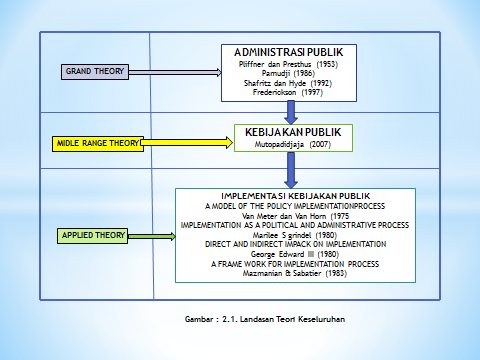 ADMINISTRASI PUBLIK
GRAND THEORY
Pliffner dan Presthus (1953)
Pamudji (1986)
Shafritz dan Hyde (1992)
Frederickson (1997)
KEBIJAKAN PUBLIK
MIDLE RANGE THEORY
Mutopadidjaja (2007)
IMPLEMENTASI KEBIJAKAN PUBLIK
A MODEL OF THE POLICY IMPLEMENTATIONPROCESS
Van Meter dan Van Horn (1975
IMPLEMENTATION AS A POLITICAL AND ADMINISTRATIVE PROCESS
APPLIED THEORY
Marilee S grindel (1980)
DIRECT AND INDIRECT IMPACK ON IMPLEMENTATION
George Edward III (1980)
A FRAME WORK FOR IMPLEMENTATION PROCESS
Mazmanian & Sabatier (1983)
Gambar : 2.1. Landasan Teori Keseluruhan